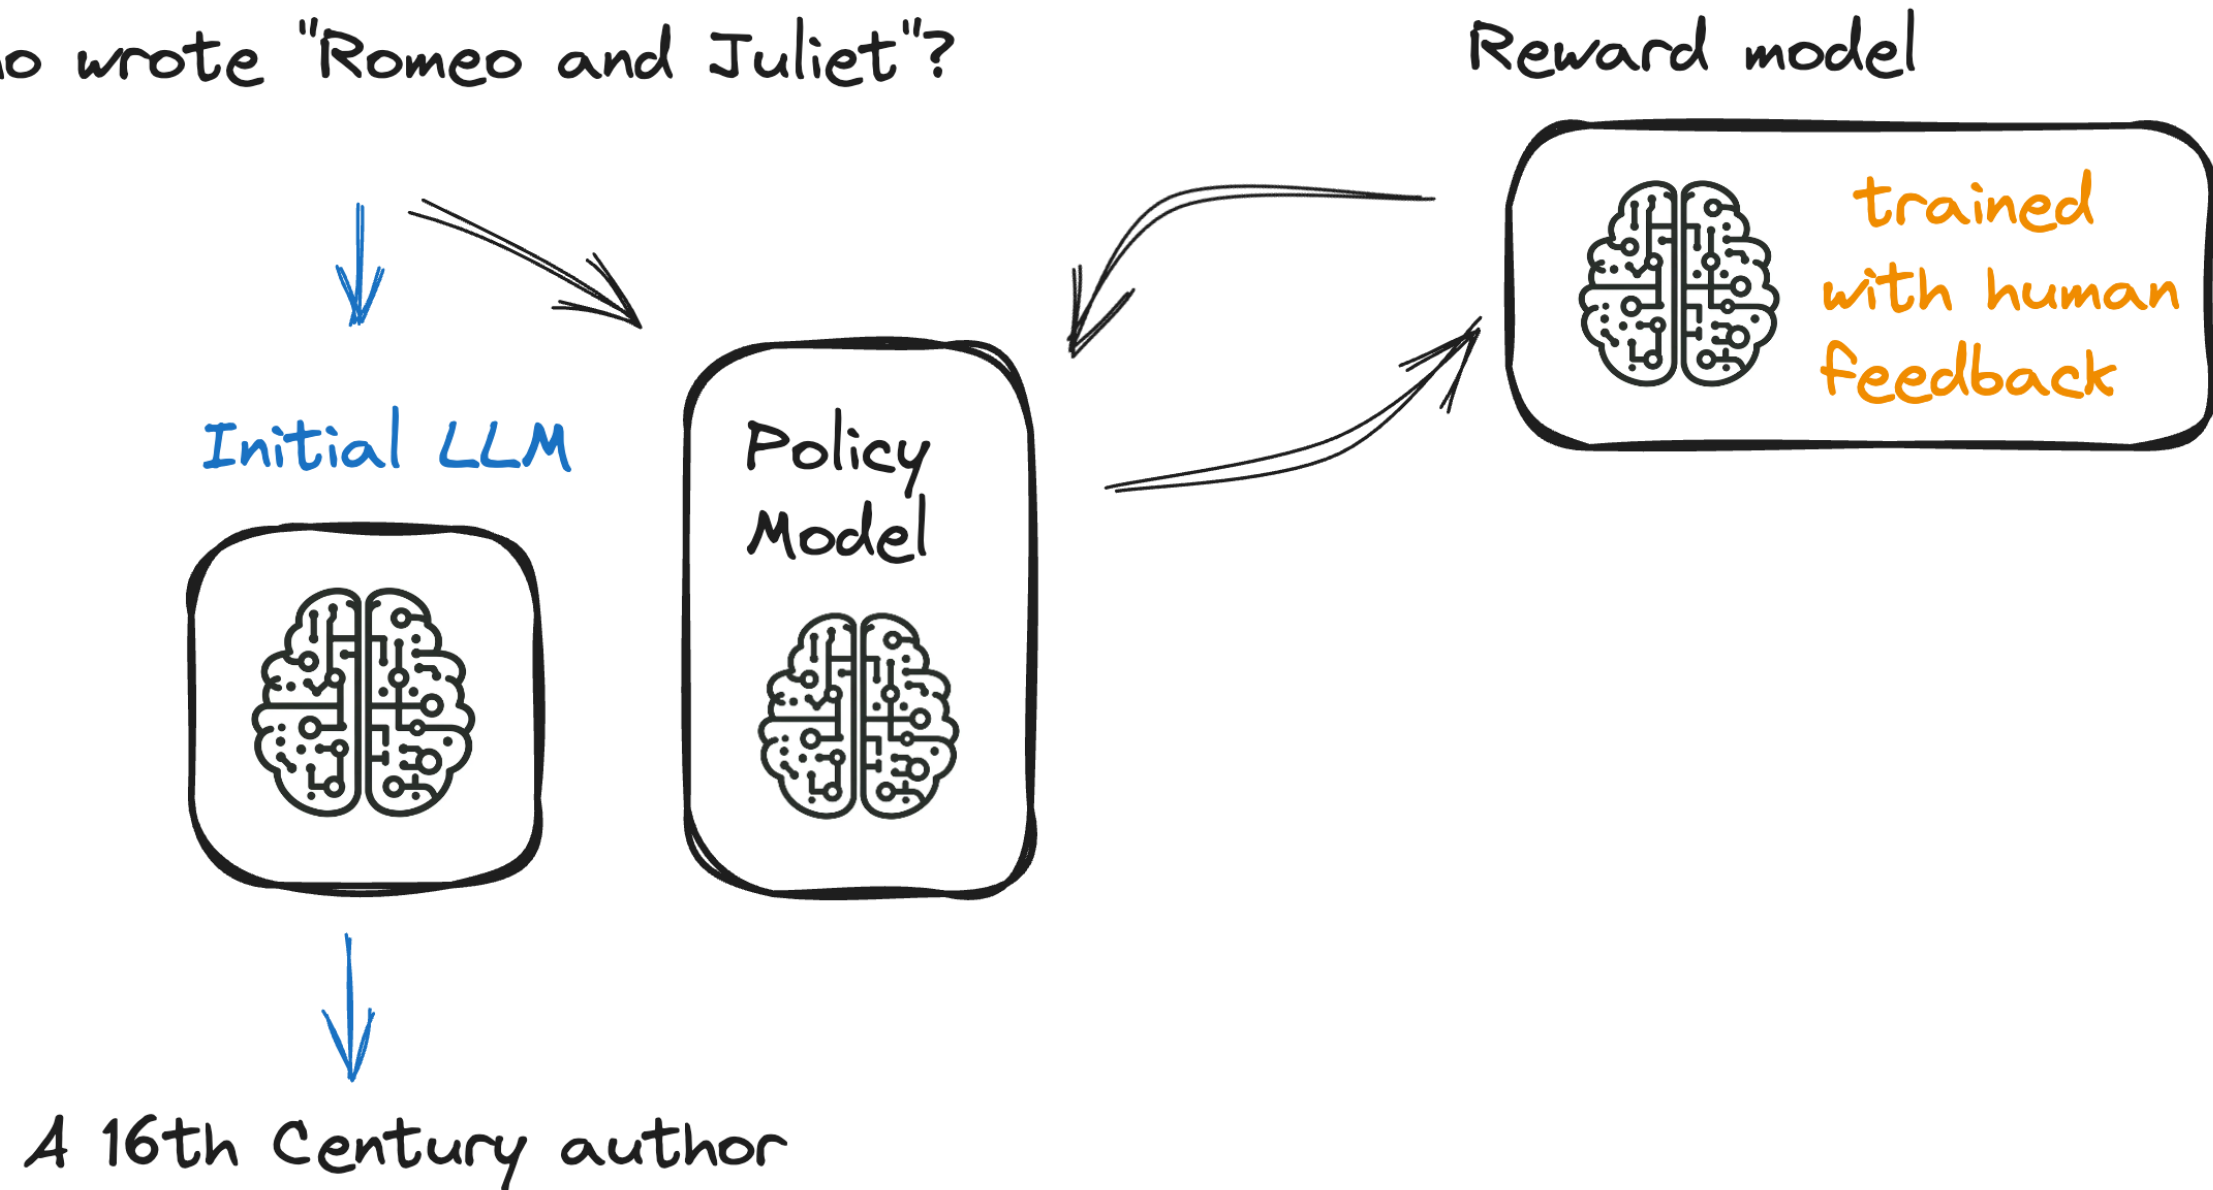 wrote "Romeo and Juliet"?
Reward model
trained
with human
feedback
Initial LLM
Policy
Model
A 16th Century author